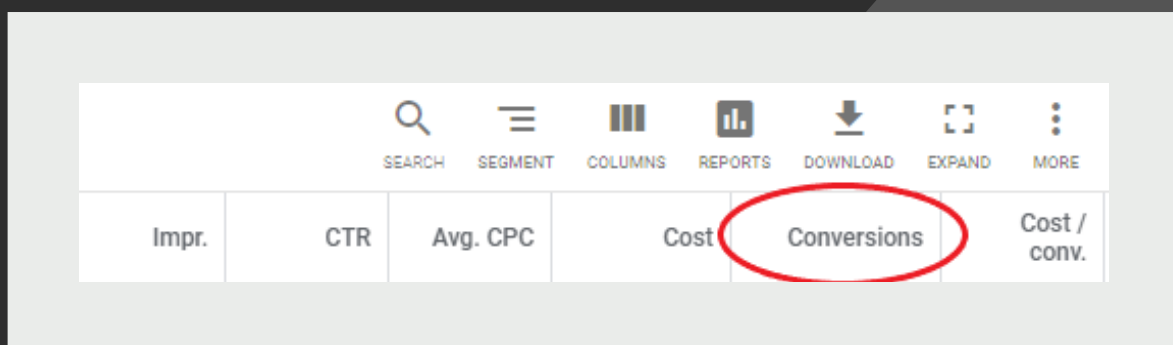 SEARCH SEGMENT COLUMNS REPORTS DOWNLOAD EXPAND MORE
Impr. CTR Avg. CPC Cost Conversions Cost /
conv.